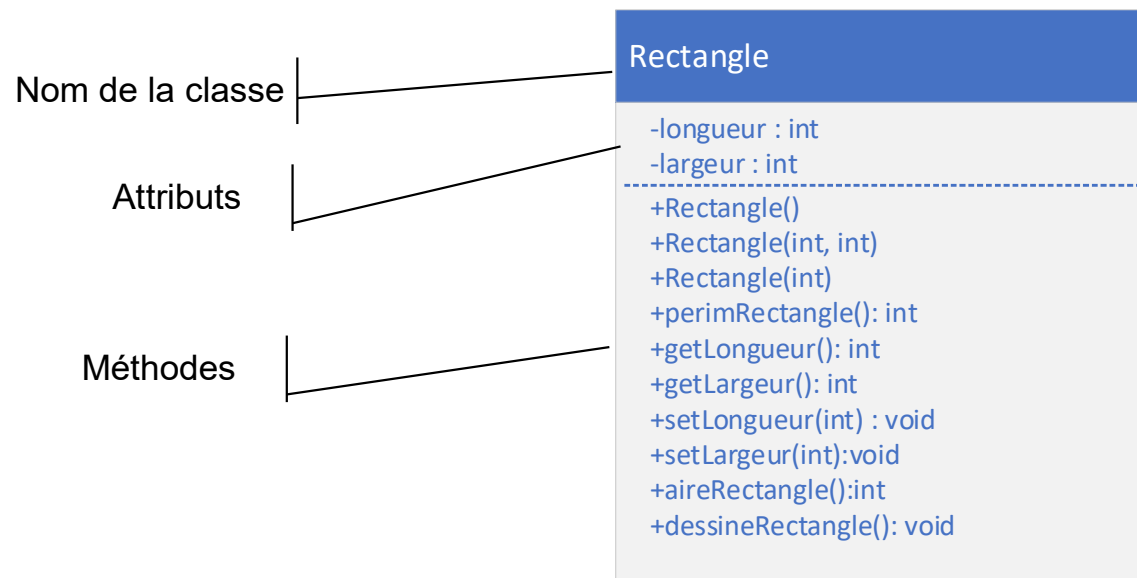 Nom de la classe
Attributs
Méthodes
Rectangle
-longueur : int
-largeur : int
+Rectangle()
+Rectangle(int, int)
+Rectangle(int)
+perimRectangle(): int
+getLongueur(): int
+getLargeur(): int
+setLongueur(int) : void
+setLargeur(int):void
+aireRectangle():int
+dessineRectangle(): void